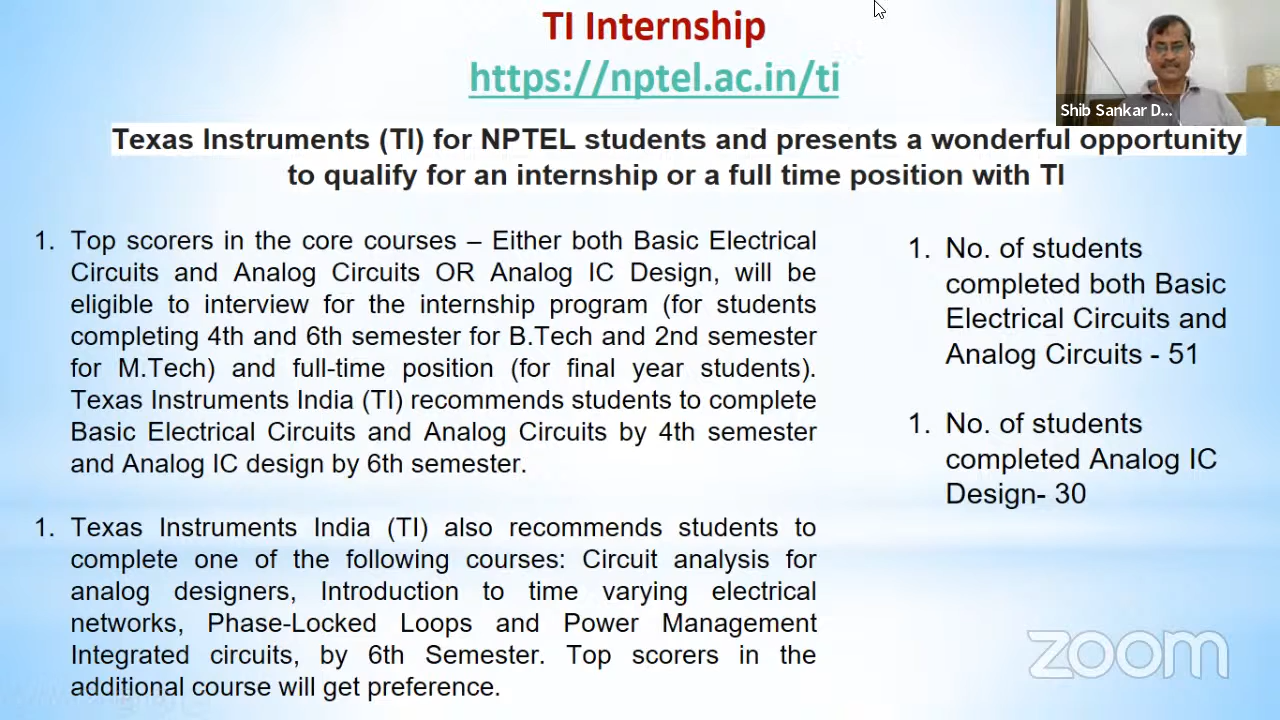 TI Internship
https://nptel.ac.in/ti
Shib Sankar D...
Texas Instruments (TI) for NPTEL students and presents a wonderful opportunity
to qualify for an internship or a full time position with TI
1. Top scorers in the core courses – Either both Basic Electrical
Circuits and Analog Circuits OR Analog IC Design, will be
eligible to interview for the internship program (for students
completing 4th and 6th semester for B.Tech and 2nd semester
for M.Tech) and full-time position (for final year students).
Texas Instruments India (TI) recommends students to complete
Basic Electrical Circuits and Analog Circuits by 4th semester
and Analog IC design by 6th semester.
1. Texas Instruments India (TI) also recommends students to
complete one of the following courses: Circuit analysis for
analog designers, Introduction to time varying electrical
networks, Phase-Locked Loops and Power Management
Integrated circuits, by 6th Semester. Top scorers in the
additional course will get preference.
1. No. of students
completed both Basic
Electrical Circuits and
Analog Circuits - 51
1. No. of students
completed Analog IC
Design- 30
zoom